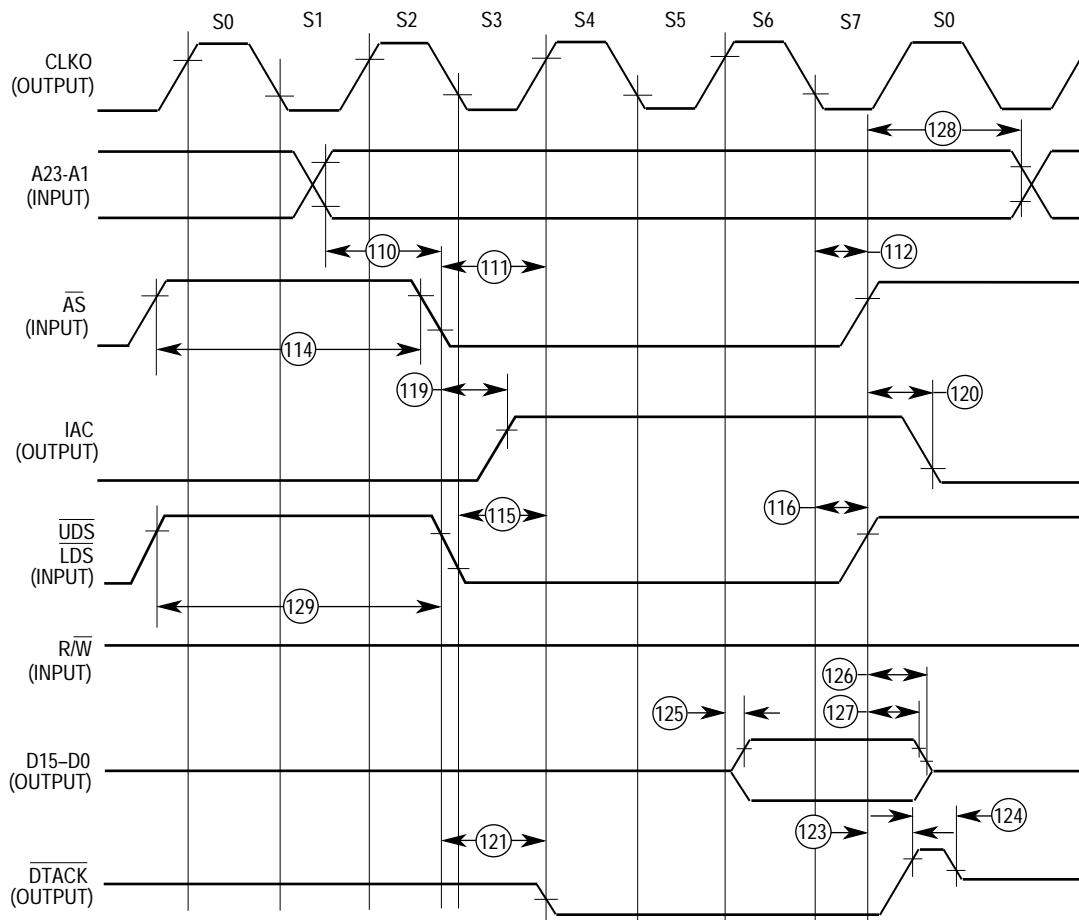 S0 S1 S2 S3 S4 S5 S6 S7 S0
CLKO
(OUTPUT)
128
A23-A1
(INPUT)
110
111
112
AS
(INPUT)
114
119
120
IAC
(OUTPUT)
115
116
UDS
LDS
(INPUT)
129
R/W
(INPUT)
126
125
127
D15–D0
(OUTPUT)
124
121
123
DTACK
(OUTPUT)